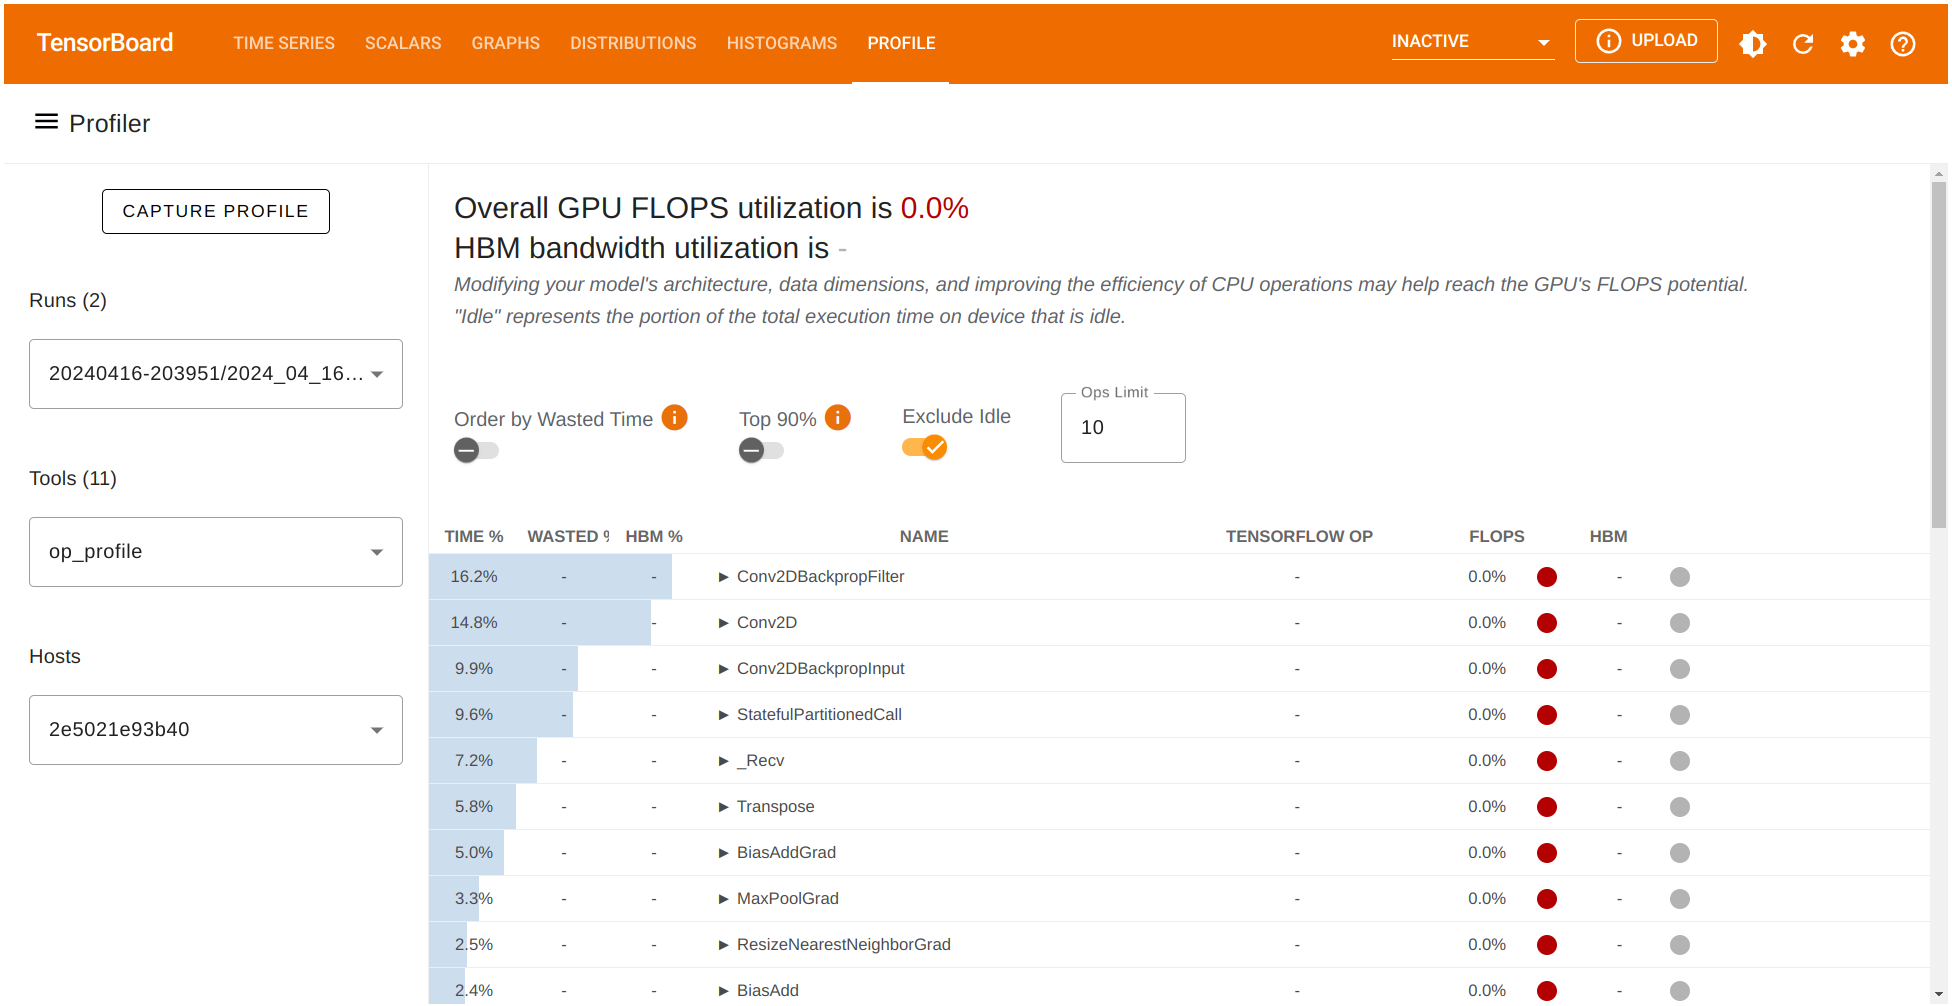 TensorBoard TIME SERIES SCALARS GRAPHS DISTRIBUTIONS HISTOGRAMS PROFILE INACTIVE UPLOAD
Profiler
CAPTURE PROFILE
Runs (2)
20240416-203951/2024_04_16...
Tools (11)
op_profile
Hosts
2e5021e93b40
Overall GPU FLOPS utilization is 0.0%
HBM bandwidth utilization is -
Modifying your model's architecture, data dimensions, and improving the efficiency of CPU operations may help reach the GPU's FLOPS potential.
"Idle" represents the portion of the total execution time on device that is idle.
Order by Wasted Time Top 90% Exclude Idle Ops Limit
10
TIME % WASTED % HBM % NAME TENSORFLOW OP FLOPS HBM
16.2% - - ▶ Conv2DBackpropFilter - 0.0% -
14.8% - - ▶ Conv2D - 0.0% -
9.9% - - ▶ Conv2DBackpropInput - 0.0% -
9.6% - - ▶ StatefulPartitionedCall - 0.0% -
7.2% - - ▶ _Recv - 0.0% -
5.8% - - ▶ Transpose - 0.0% -
5.0% - - ▶ BiasAddGrad - 0.0% -
3.3% - - ▶ MaxPoolGrad - 0.0% -
2.5% - - ▶ ResizeNearestNeighborGrad - 0.0% -
2.4% - - ▶ BiasAdd - 0.0% -